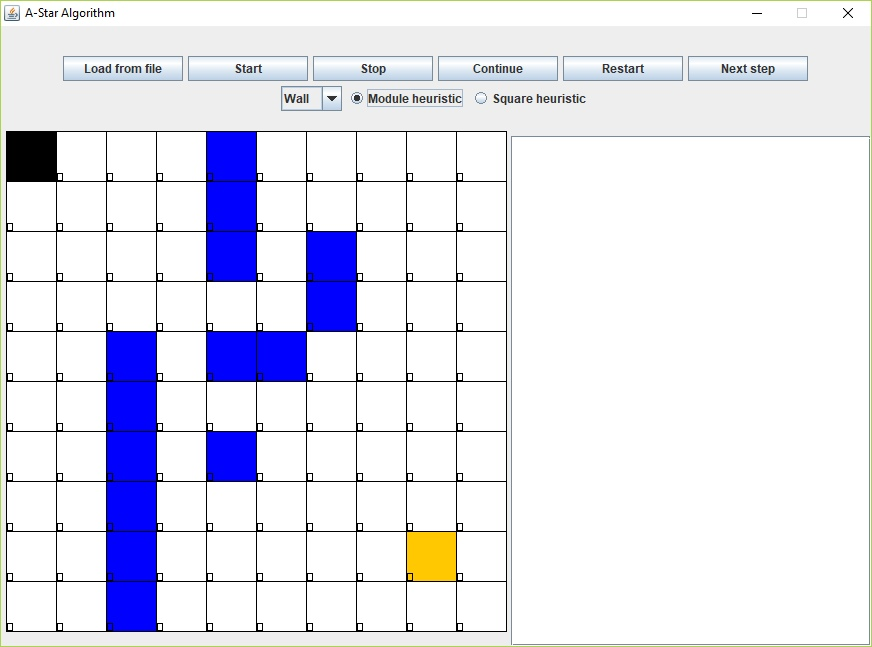 A-Star Algorithm
Load from file Start Stop Continue Restart Next step
Wall Module heuristic Square heuristic